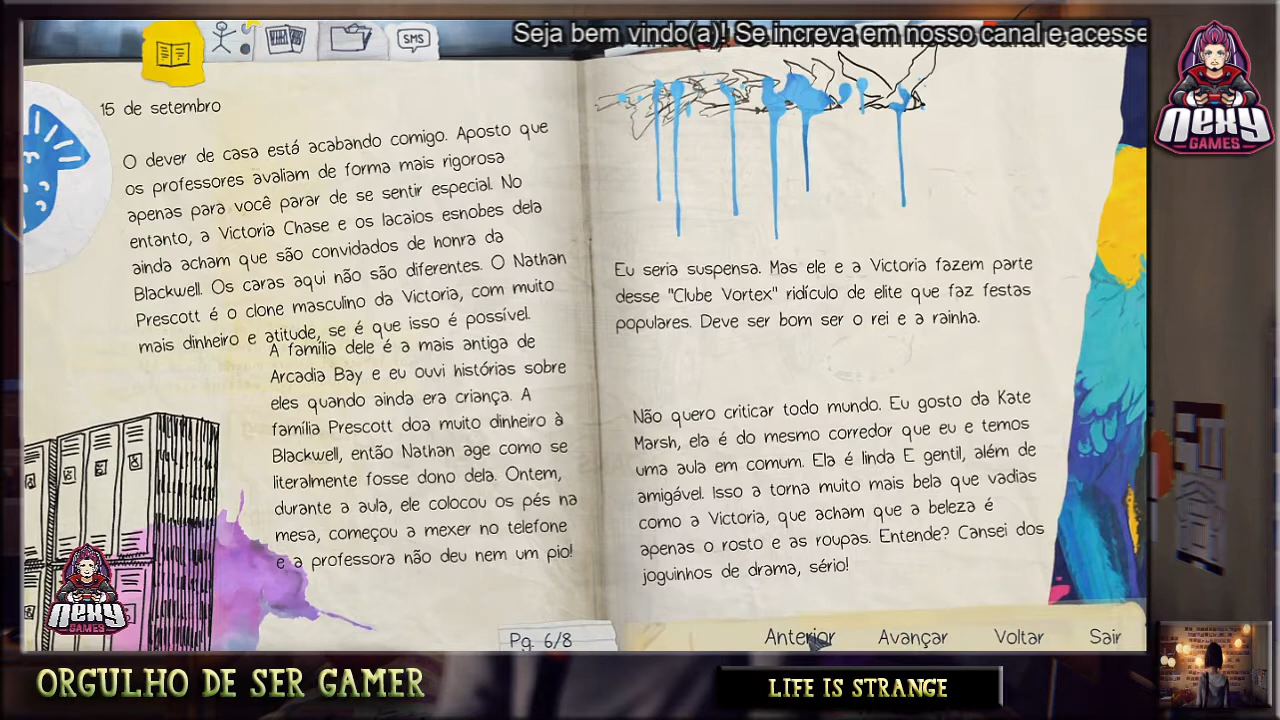 SMS
Seja bem vindo(a)! Se increva em nosso canal e acesse
NEXY
GAMES
15 de setembro
O dever de casa está acabando comigo. Aposto que
os professores avaliam de forma mais rigorosa
apenas para você parar de se sentir especial. No
entanto, a Victoria Chase e os lacaios esnobes dela
ainda acham que são convidados de honra da
Blackwell. Os caras aqui não são diferentes. O Nathan
Prescott é o clone masculino da Victoria, com muito
mais dinheiro e atitude, se é que isso é possível.
A família dele é a mais antiga de
Arcadia Bay e eu ouvi histórias sobre
eles quando ainda era criança. A
família Prescott doa muito dinheiro à
Blackwell, então Nathan age como se
literalmente fosse dono dela. Ontem,
durante a aula, ele colocou os pés na
mesa, começou a mexer no telefone
e a professora não deu nem um pio!
Eu seria suspensa. Mas ele e a Victoria fazem parte
desse "Clube Vortex" ridículo de elite que faz festas
populares. Deve ser bom ser o rei e a rainha.
Não quero criticar todo mundo. Eu gosto da Kate
Marsh, ela é do mesmo corredor que eu e temos
uma aula em comum. Ela é linda E gentil, além de
amigável. Isso a torna muito mais bela que vadias
como a Victoria, que acham que a beleza é
apenas o rosto e as roupas. Entende? Cansei dos
joguinhos de drama, sério!
NEXY
GAMES
Pg. 6/8
Anterior Avançar Voltar Sair
ORGULHO DE SER GAMER
LIFE IS STRANGE